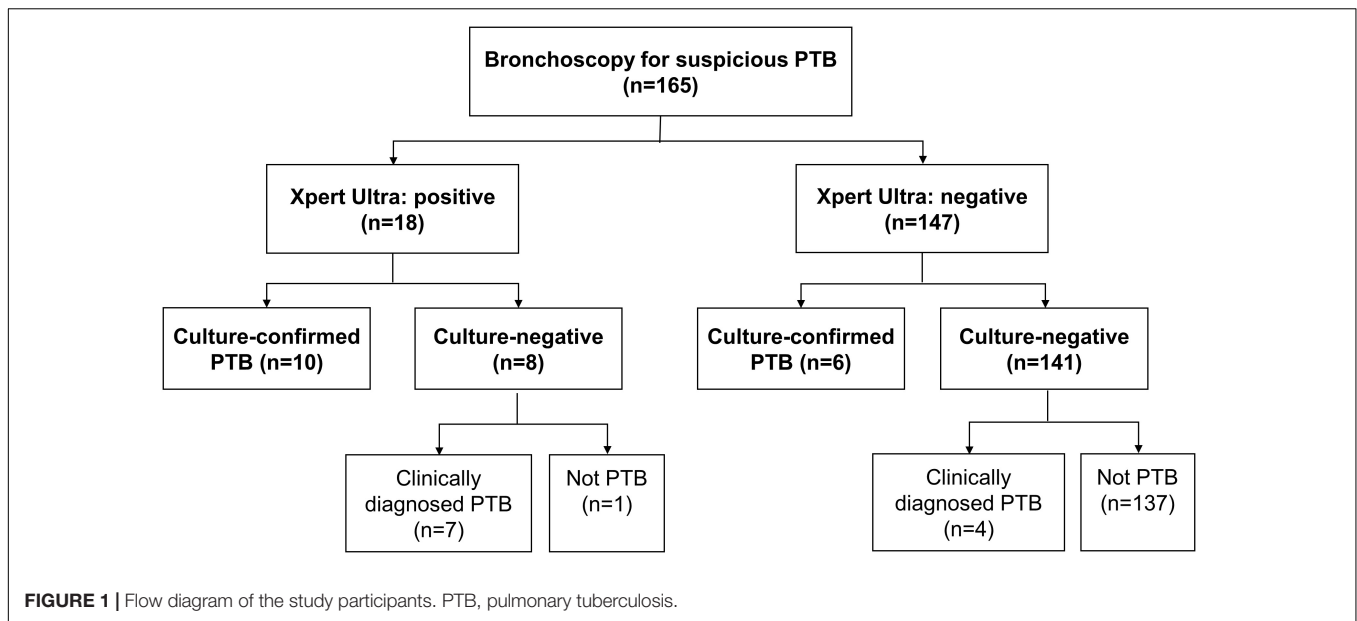 Bronchoscopy for suspicious PTB
(n=165)
Xpert Ultra: positive
(n=18)
Xpert Ultra: negative
(n=147)
Culture-confirmed
PTB (n=10)
Culture-negative
(n=8)
Culture-confirmed
PTB (n=6)
Culture-negative
(n=141)
Clinically
diagnosed PTB
(n=7)
Not PTB
(n=1)
Clinically
diagnosed PTB
(n=4)
Not PTB
(n=137)
FIGURE 1 | Flow diagram of the study participants. PTB, pulmonary tuberculosis.